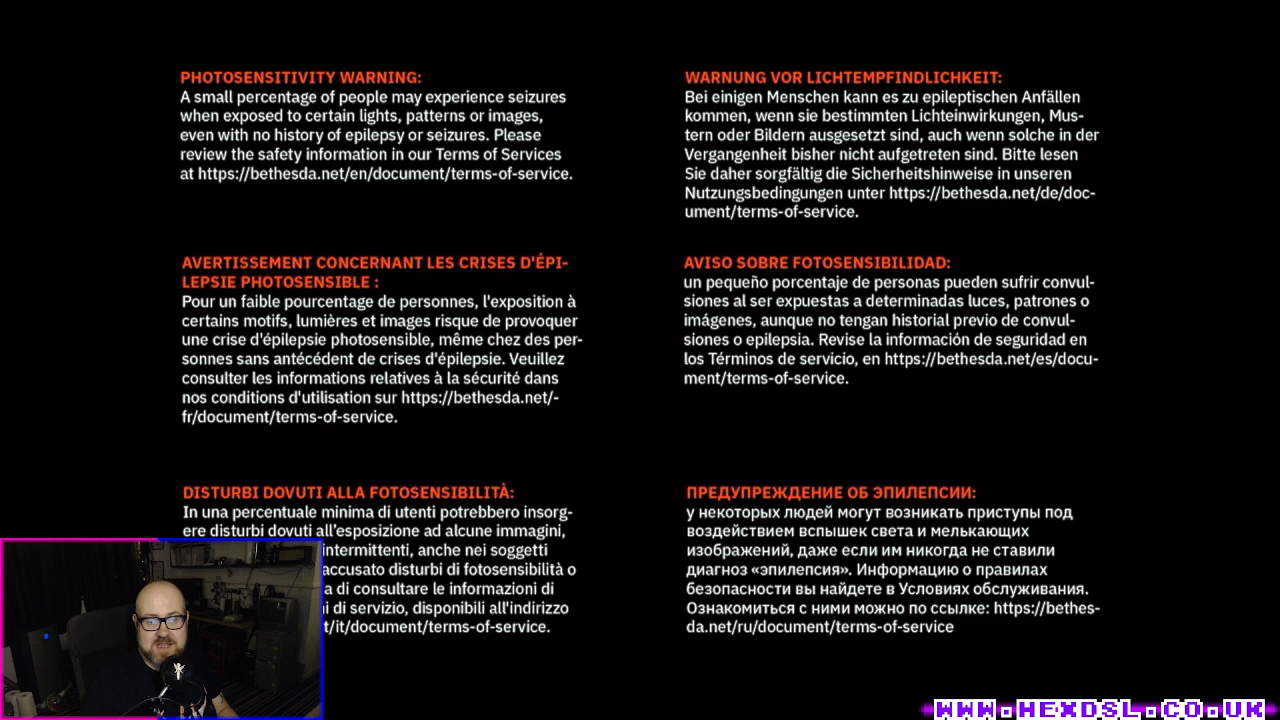 PHOTOSENSITIVITY WARNING:
A small percentage of people may experience seizures
when exposed to certain lights, patterns or images,
even with no history of epilepsy or seizures. Please
review the safety information in our Terms of Services
at https://bethesda.net/en/document/terms-of-service.
WARNUNG VOR LICHTEMPFINDLICHKEIT:
Bei einigen Menschen kann es zu epileptischen Anfällen
kommen, wenn sie bestimmten Lichteinwirkungen, Mus-
tern oder Bildern ausgesetzt sind, auch wenn solche in der
Vergangenheit bisher nicht aufgetreten sind. Bitte lesen
Sie daher sorgfältig die Sicherheitshinweise in unseren
Nutzungsbedingungen unter https://bethesda.net/de/doc-
ument/terms-of-service.
AVERTISSEMENT CONCERNANT LES CRISES D'ÉPI-
LEPSIE PHOTOSENSIBLE :
Pour un faible pourcentage de personnes, l'exposition à
certains motifs, lumières et images risque de provoquer
une crise d'épilepsie photosensible, même chez des per-
sonnes sans antécédent de crises d'épilepsie. Veuillez
consulter les informations relatives à la sécurité dans
nos conditions d'utilisation sur https://bethesda.net/-
fr/document/terms-of-service.
AVISO SOBRE FOTOSENSIBILIDAD:
un pequeño porcentaje de personas pueden sufrir convul-
siones al ser expuestas a determinadas luces, patrones o
imágenes, aunque no tengan historial previo de convul-
siones o epilepsia. Revise la información de seguridad en
los Términos de servicio, en https://bethesda.net/es/docu-
ment/terms-of-service.
DISTURBI DOVUTI ALLA FOTOSENSIBILITÀ:
In una percentuale minima di utenti potrebbero insorg-
ere disturbi dovuti all'esposizione ad alcune immagini,
intermittenti, anche nei soggetti
accusato disturbi di fotosensibilità o
a di consultare le informazioni di
i di servizio, disponibili all'indirizzo
t/it/document/terms-of-service.
ПРЕДУПРЕЖДЕНИЕ ОБ ЭПИЛЕПСИИ:
у некоторых людей могут возникать приступы под
воздействием вспышек света и мелькающих
изображений, даже если им никогда не ставили
диагноз «эпилепсия». Информацию о правилах
безопасности вы найдете в Условиях обслуживания.
Ознакомиться с ними можно по ссылке: https://bethes-
da.net/ru/document/terms-of-service
WWW.HEXDSL.CO.UK